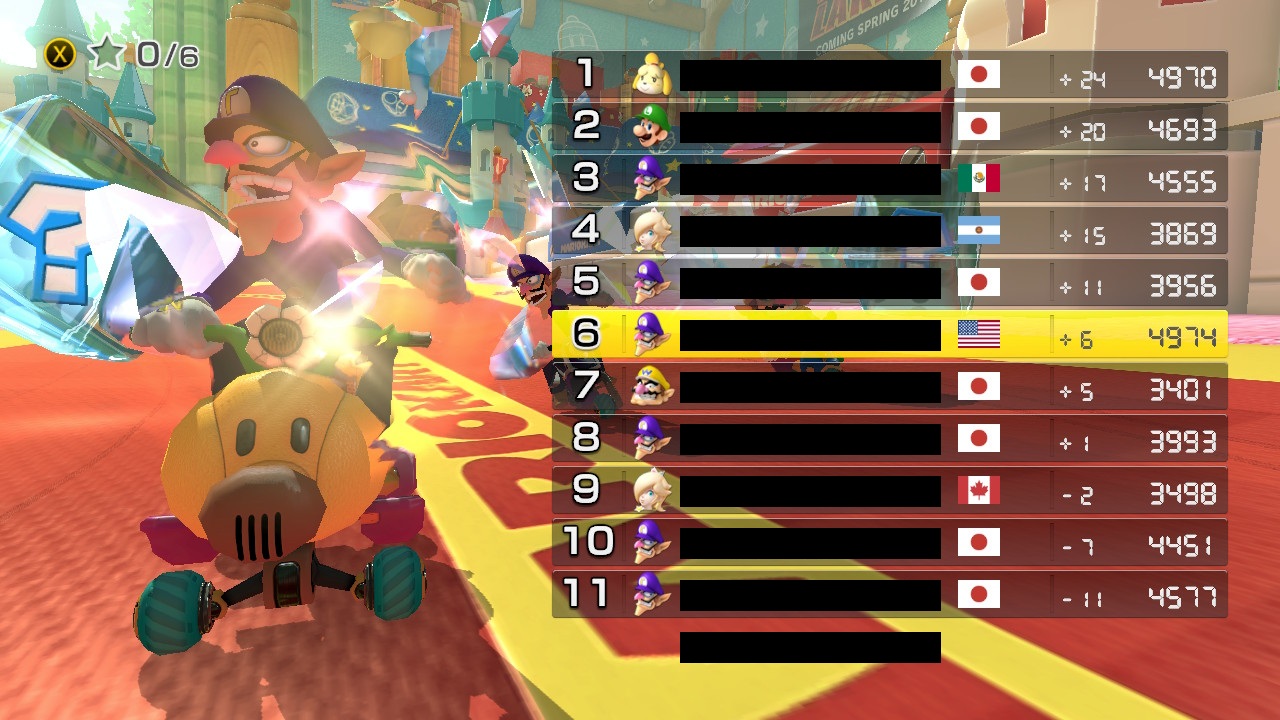 X 0/6
COMING SPRING 20
1 + 24 4970
2 + 20 4693
3 + 17 4555
4 + 15 3869
5 + 11 3956
6 + 6 4974
7 + 5 3401
8 + 1 3993
9 - 2 3498
10 - 7 4451
11 - 11 4577